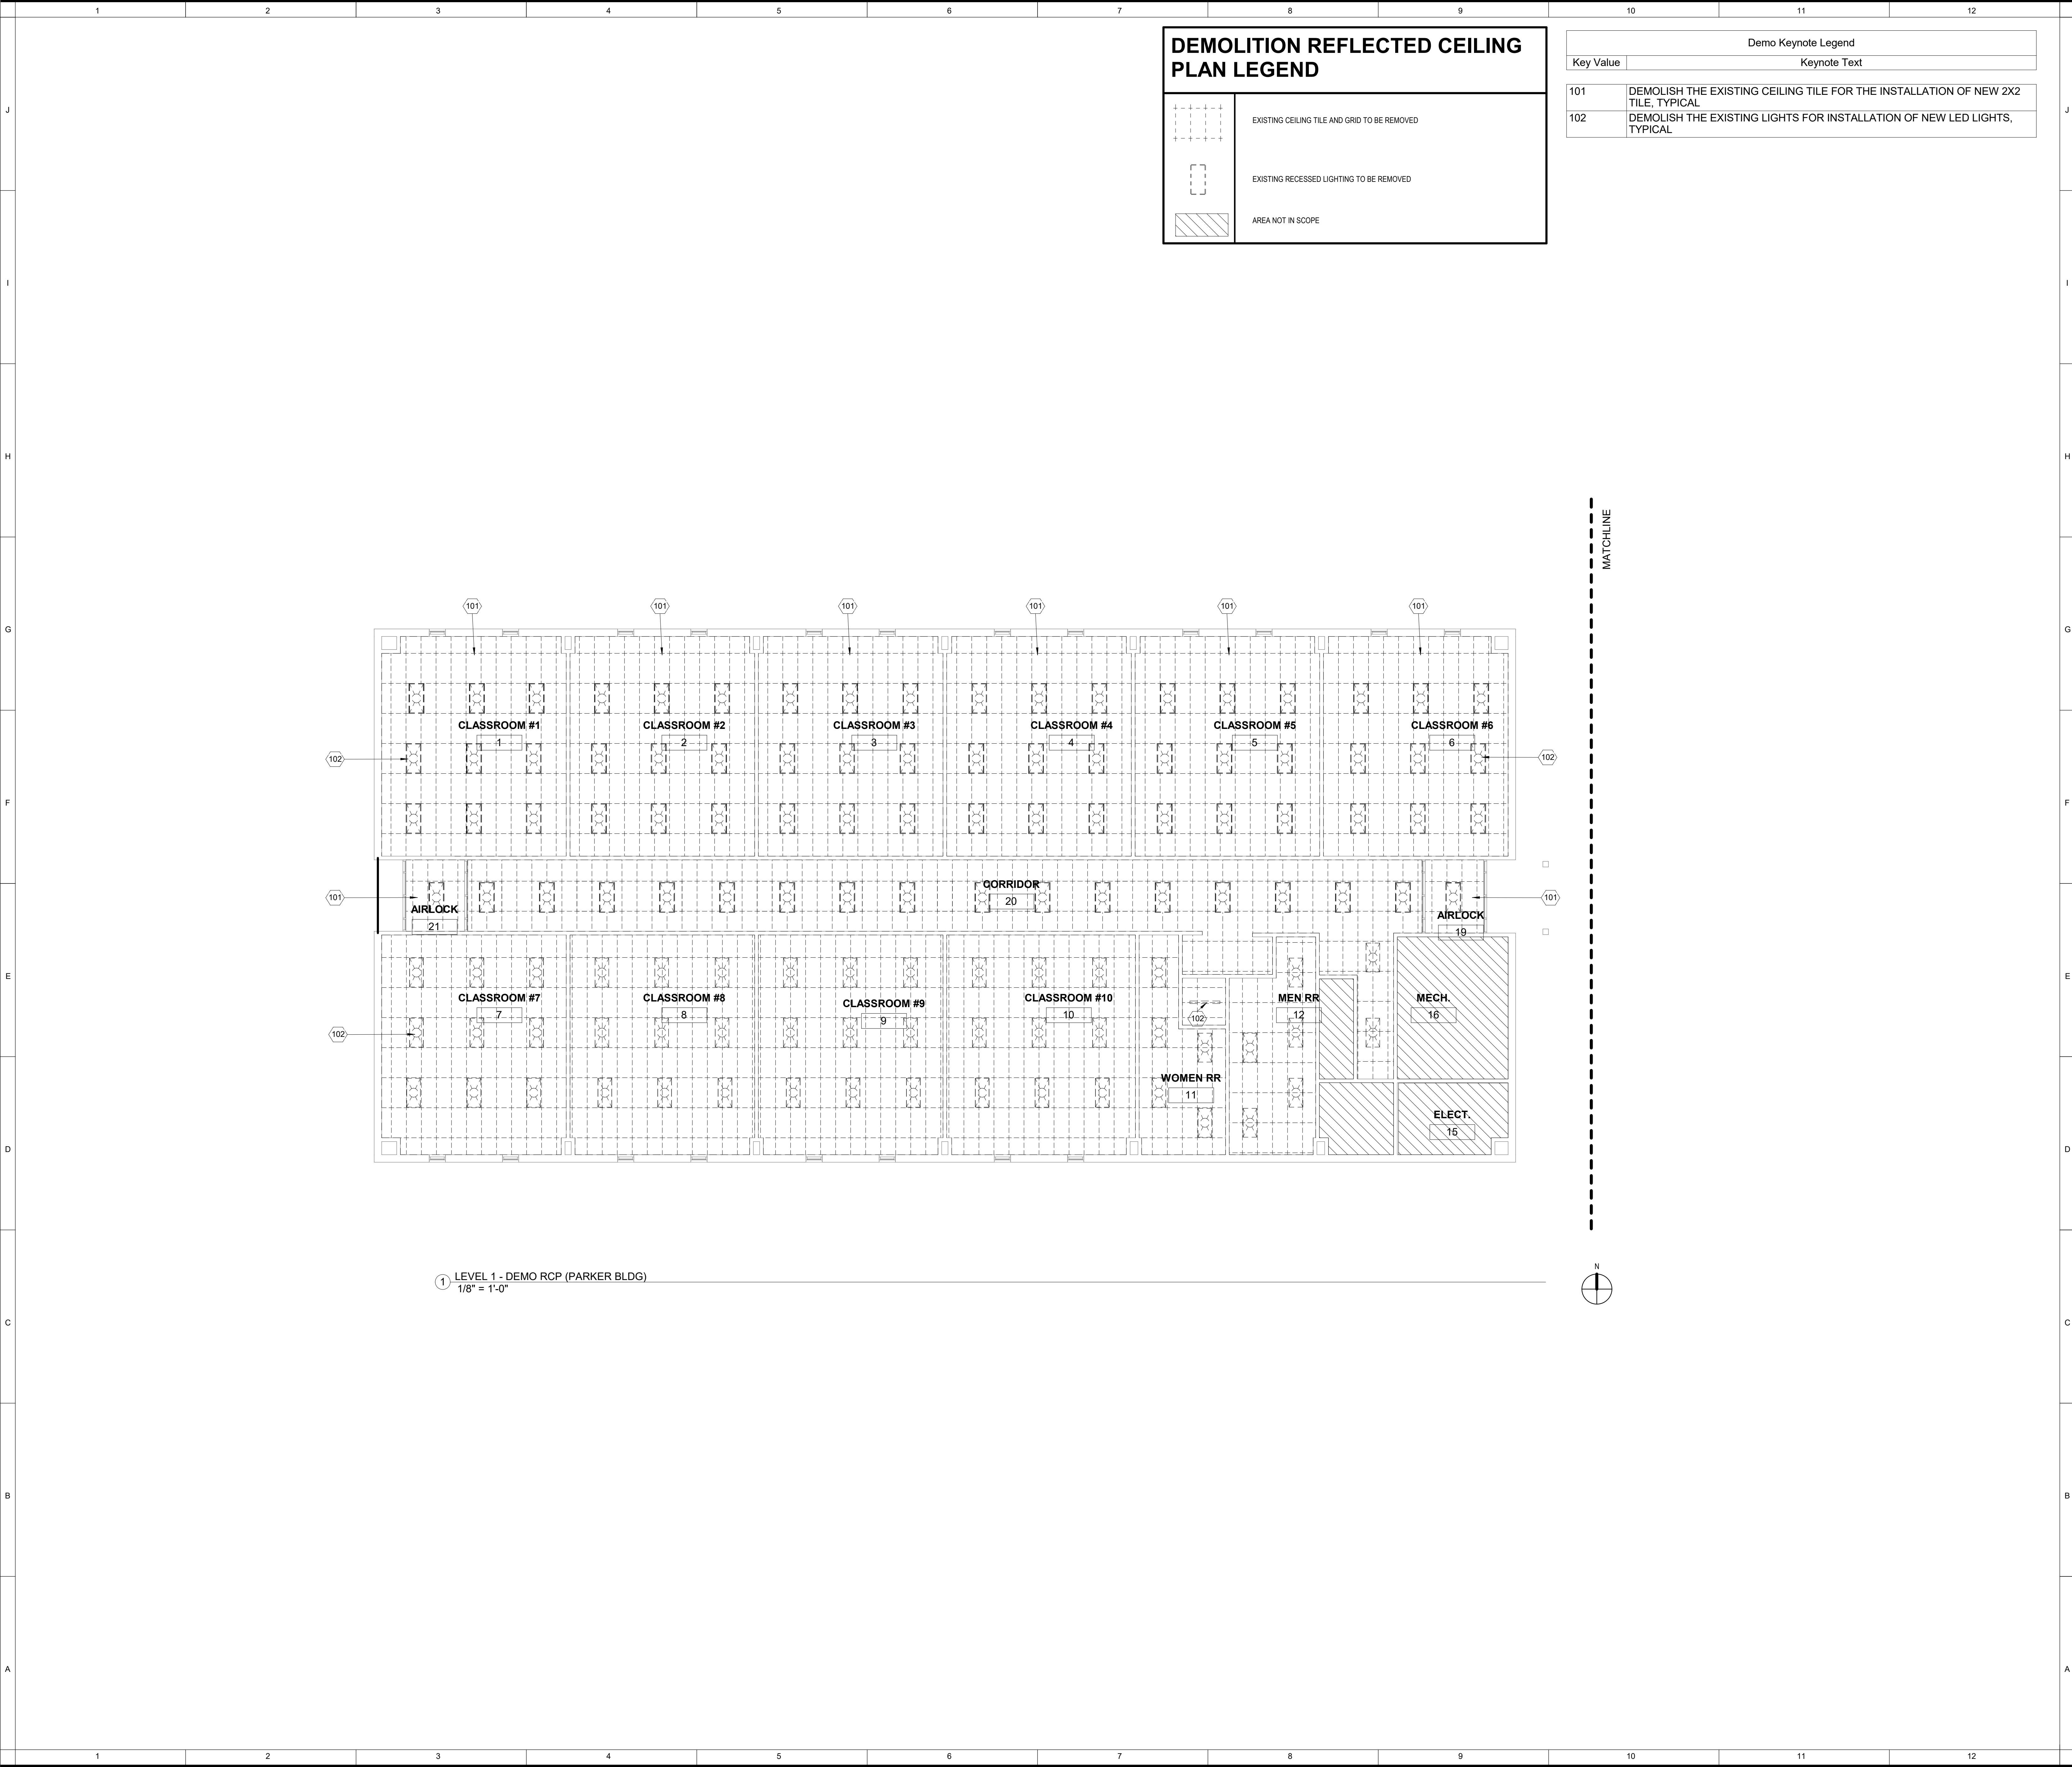 1 2 3 4 5 6 7 8 9 10 11 12
DEMOLITION REFLECTED CEILING
PLAN LEGEND
EXISTING CEILING TILE AND GRID TO BE REMOVED
EXISTING RECESSED LIGHTING TO BE REMOVED
AREA NOT IN SCOPE
Demo Keynote Legend
Key Value Keynote Text
101 DEMOLISH THE EXISTING CEILING TILE FOR THE INSTALLATION OF NEW 2X2
TILE, TYPICAL
102 DEMOLISH THE EXISTING LIGHTS FOR INSTALLATION OF NEW LED LIGHTS,
TYPICAL
J J
I I
H H
MATCHLINE
101 101 101 101 101 101
G G
CLASSROOM #1 CLASSROOM #2 CLASSROOM #3 CLASSROOM #4 CLASSROOM #5 CLASSROOM #6
1 2 3 4 5 6
102 102
F F
CORRIDOR
101 20 101
AIRLOCK AIRLOCK
21 19
E E
CLASSROOM #7 CLASSROOM #8 CLASSROOM #9 CLASSROOM #10 MEN RR MECH.
7 8 9 10 12 16
102 102
WOMEN RR
11
ELECT.
15
D D
N
1 LEVEL 1 - DEMO RCP (PARKER BLDG)
1/8" = 1'-0"
C C
B B
A A
1 2 3 4 5 6 7 8 9 10 11 12